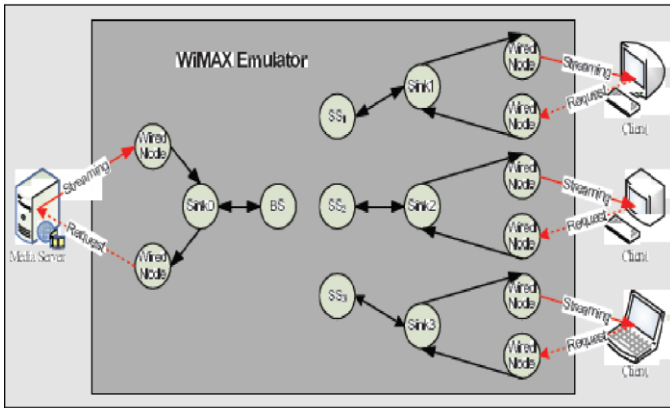 WiMAX Emulator
Wired
Node
Streaming
Request
Media Server
Wired
Node
Sink0
BS
SS1
Sink1
Wired
Node
Wired
Node
Streaming
Request
Client
SS2
Sink2
Wired
Node
Wired
Node
Streaming
Request
Client
SS3
Sink3
Wired
Node
Wired
Node
Streaming
Request
Client